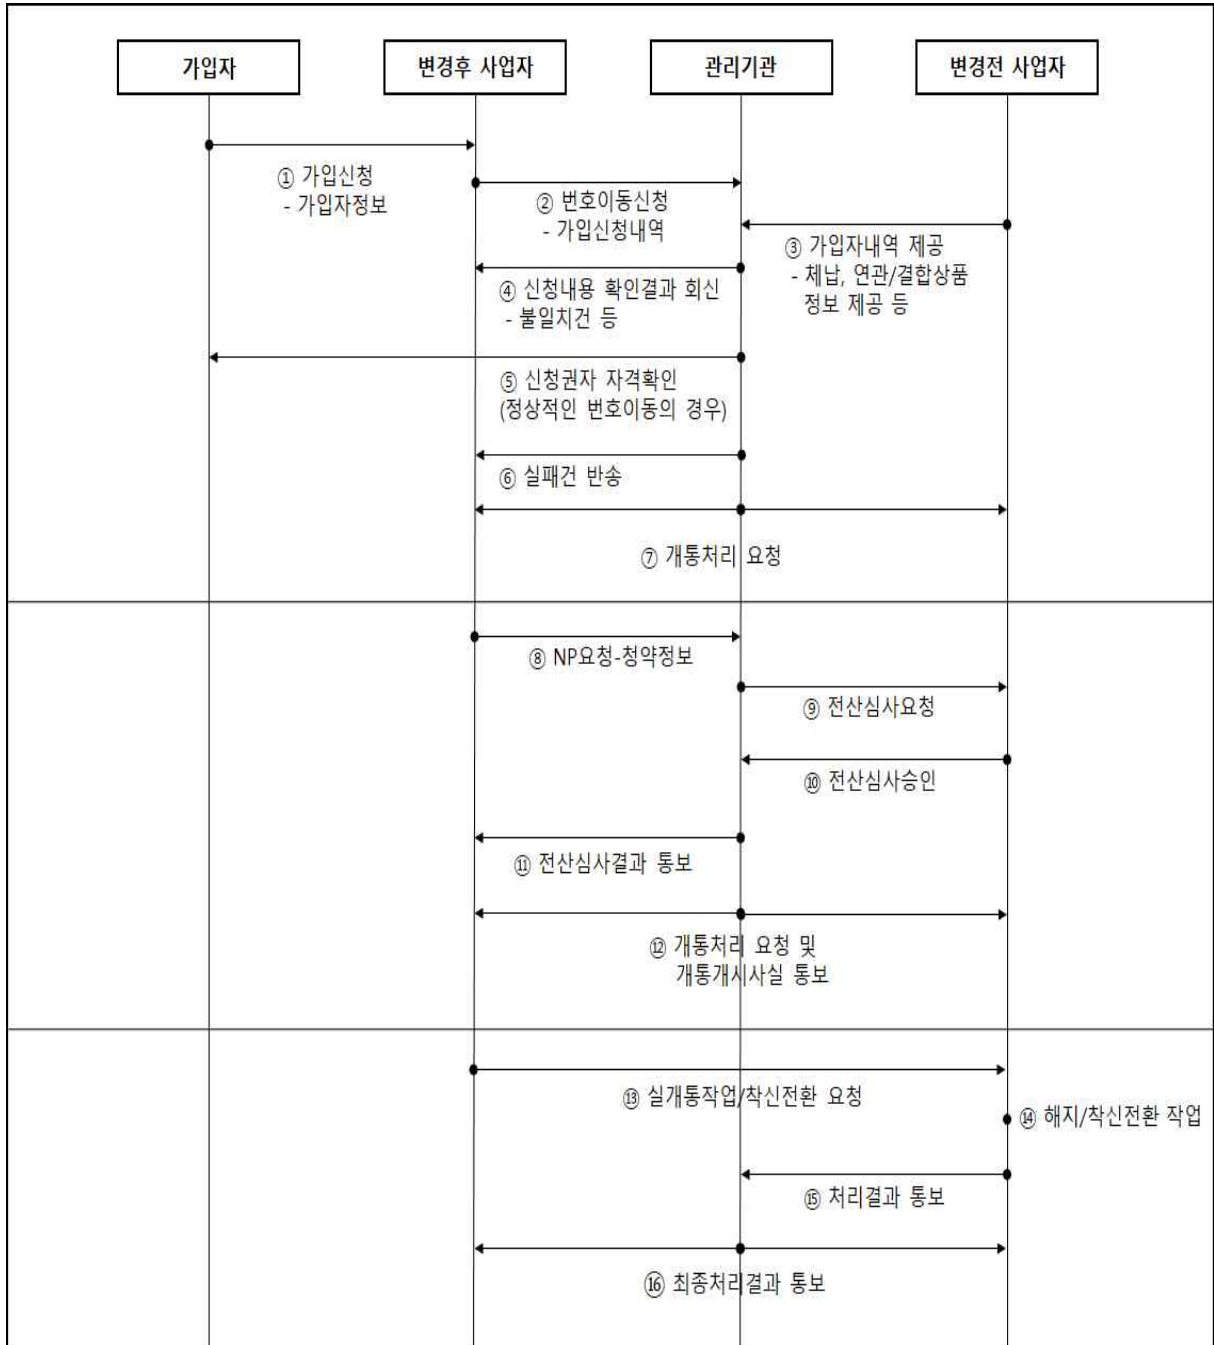 가입자
변경후 사업자
관리기관
변경전 사업자
① 가입신청
- 가입자정보
② 번호이동신청
- 가입신청내역
③ 가입자내역 제공
- 체납, 연관/결합상품
정보 제공 등
④ 신청내용 확인결과 회신
- 불일치건 등
⑤ 신청권자 자격확인
(정상적인 번호이동의 경우)
⑥ 실패건 반송
⑦ 개통처리 요청
⑧ NP요청-청약정보
⑨ 전산심사요청
⑩ 전산심사승인
⑪ 전산심사결과 통보
⑫ 개통처리 요청 및
개통개시사실 통보
⑬ 실개통작업/착신전환 요청
⑭ 해지/착신전환 작업
⑮ 처리결과 통보
⑯ 최종처리결과 통보